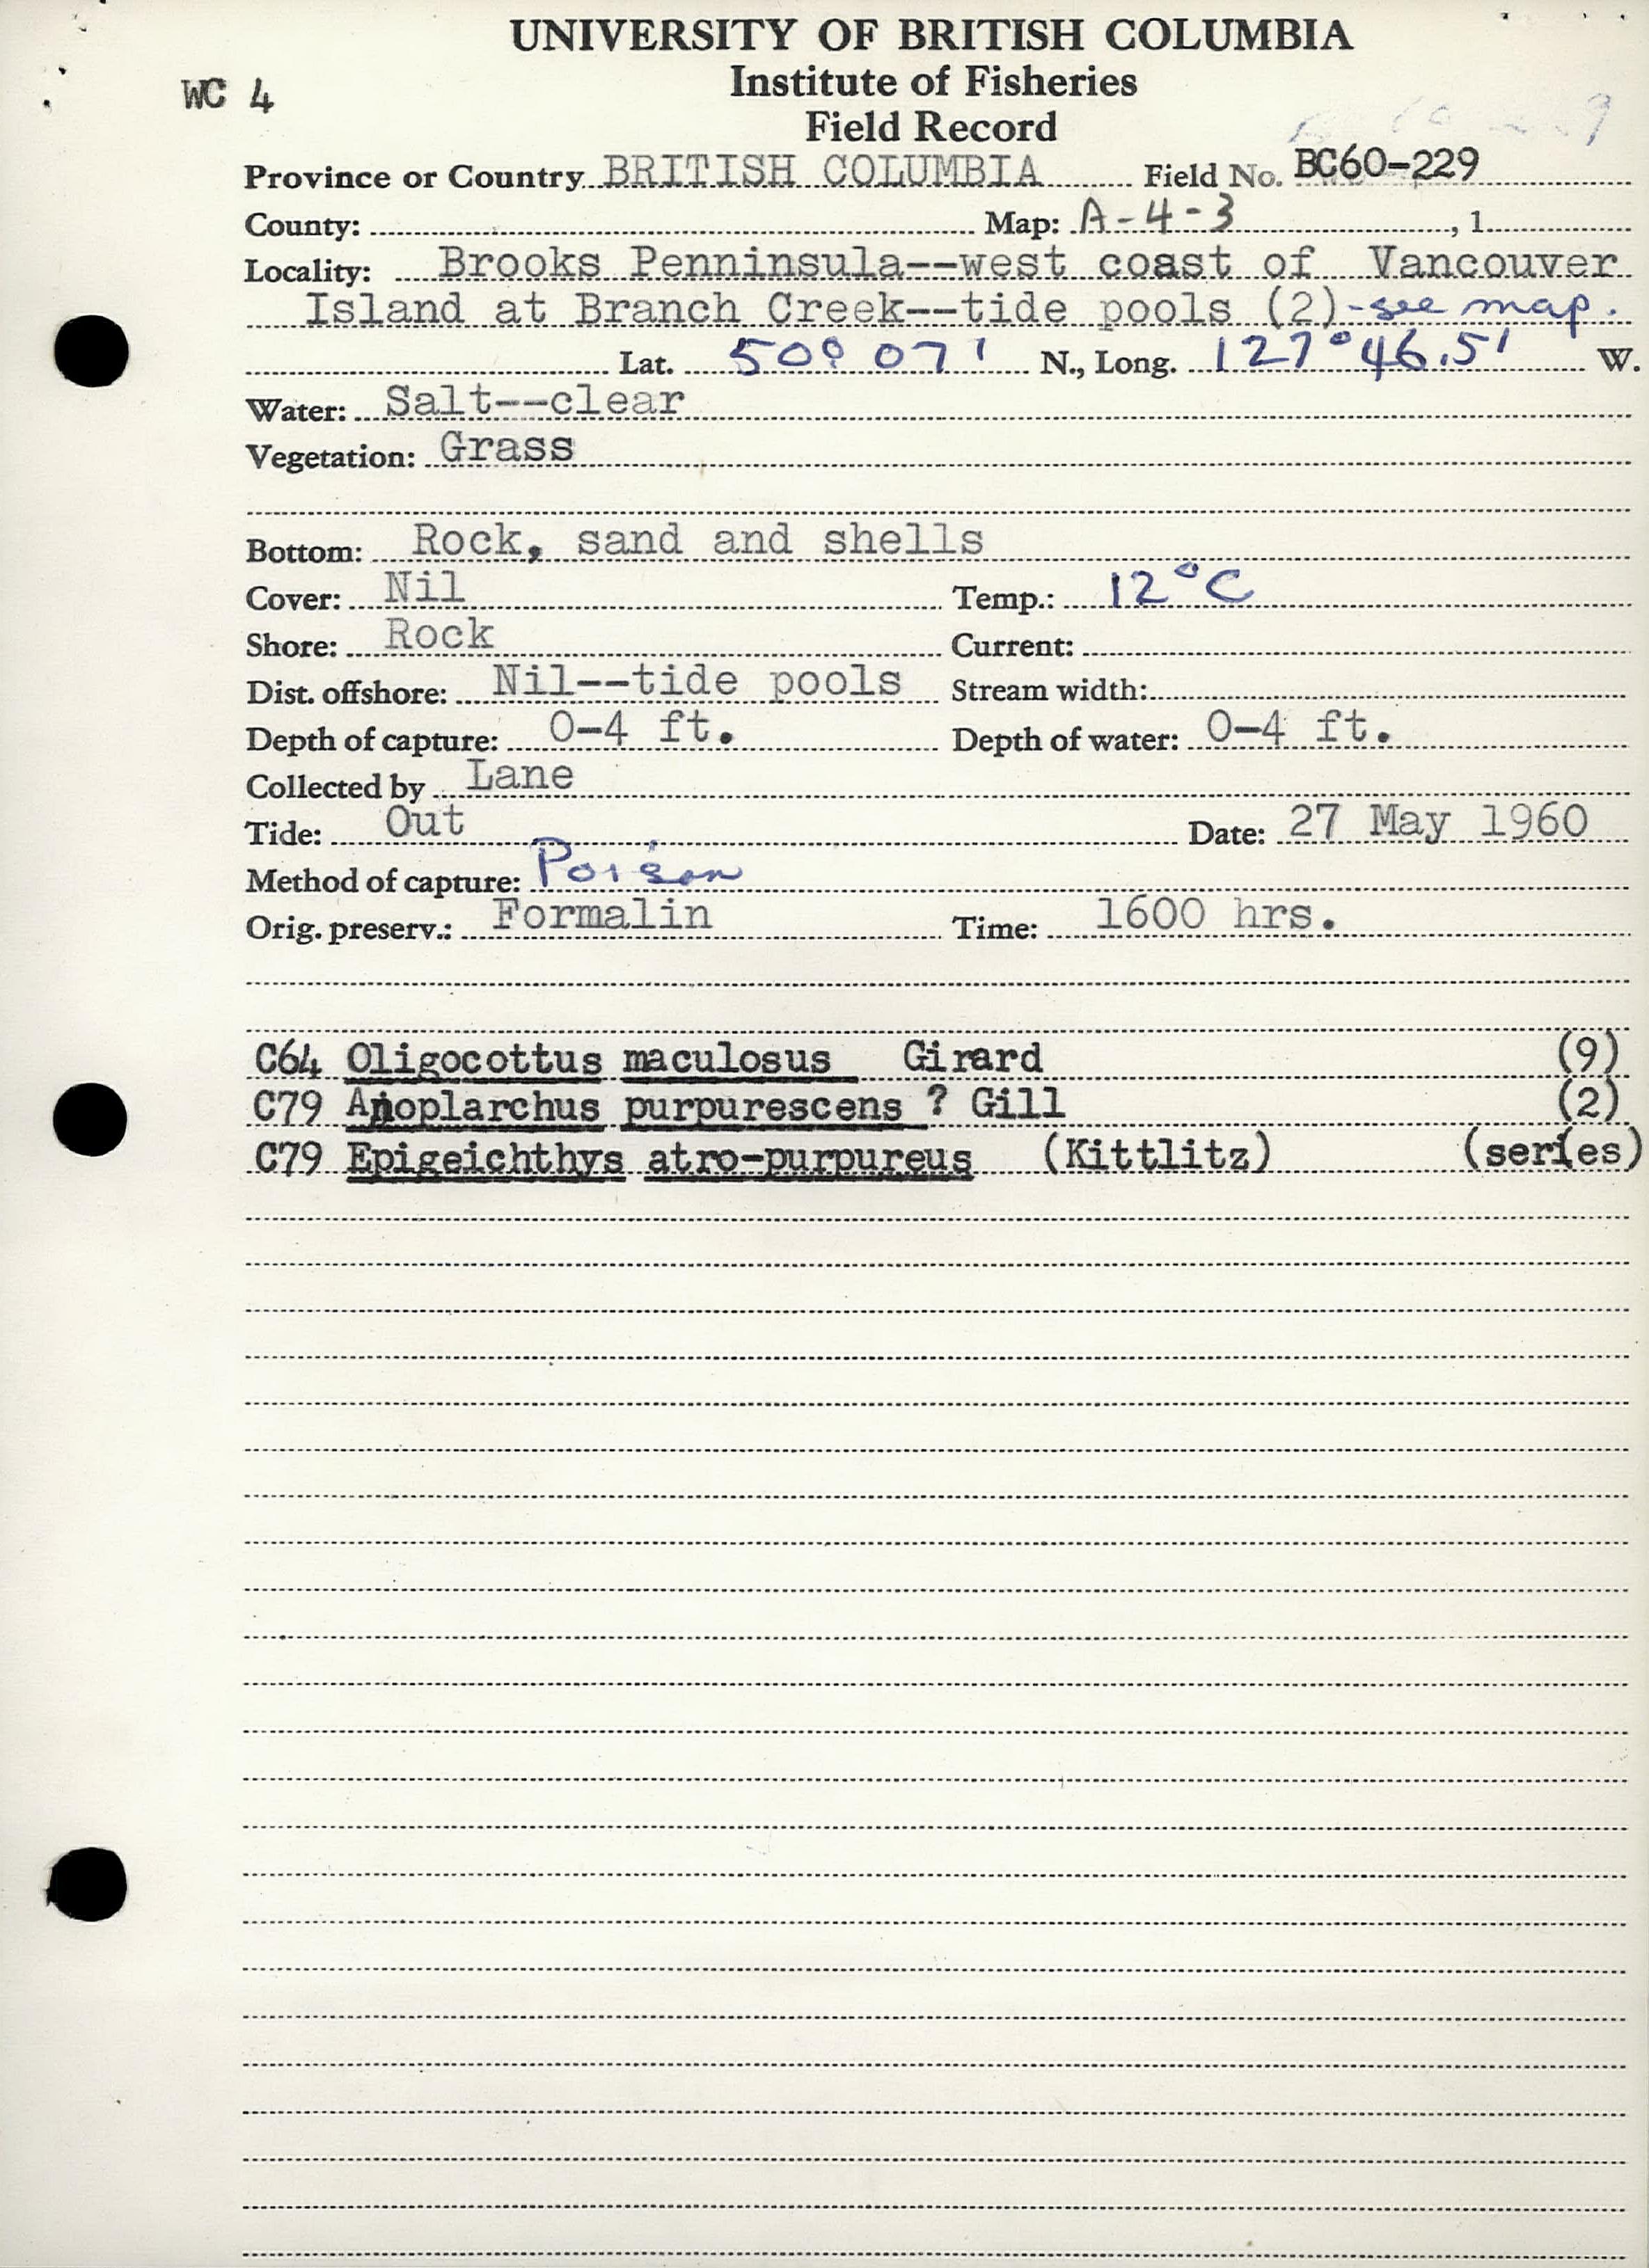 UNIVERSITY OF BRITISH COLUMBIA
Institute of Fisheries
WC 4
Field Record
Province or Country BRITISH COLUMBIA Field No. BC60-229
County: Map: A-4-3 , 1
Locality: Brooks Penninsula--west coast of Vancouver
Island at Branch Creek--tide pools (2)-see map.
Lat. 50° 07' N., Long. 127°46.5' W.
Water: Salt--clear
Vegetation: Grass
Bottom: Rock, sand and shells
Cover: Nil Temp.: 12°C
Shore: Rock Current:
Dist. offshore: Nil--tide pools Stream width:
Depth of capture: 0-4 ft. Depth of water: 0-4 ft.
Collected by Lane
Tide: Out Date: 27 May 1960
Method of capture: Poison
Orig. preserv.: Formalin Time: 1600 hrs.
C64 Oligocottus maculosus Girard (9)
C79 Anoplarchus purpurescens ? Gill (2)
C79 Epigeichthys atro-purpureus (Kittlitz) (series)